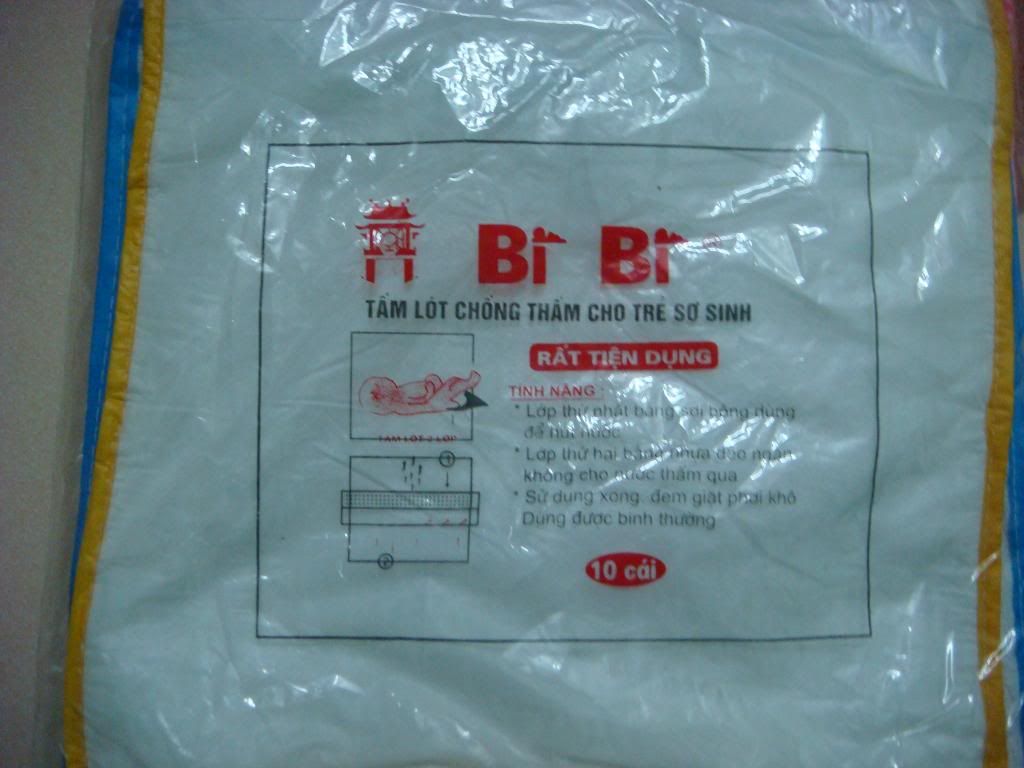 Bi Bi
TẤM LÓT CHỐNG THẤM CHO TRẺ SƠ SINH
RẤT TIỆN DỤNG
TÍNH NĂNG :
* Lớp thứ nhất bằng sợi bông dùng
để hút nước
* Lớp thứ hai bằng nhựa dẻo ngăn
không cho nước thấm qua
* Sử dụng xong, đem giặt phơi khô
Dùng được bình thường
TẤM LÓT 2 LỚP
1
2
10 cái